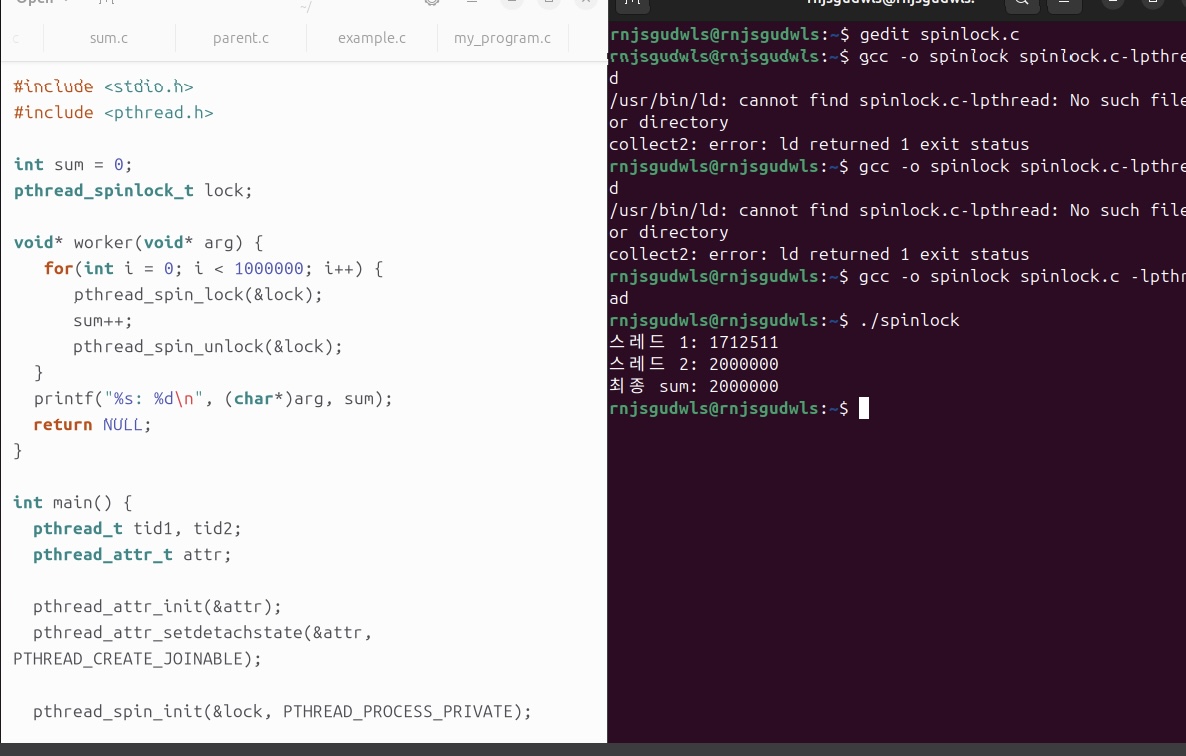 ~/
sum.c
parent.c
example.c
my_program.c
#include <stdio.h>
#include <pthread.h>
int sum = 0;
pthread_spinlock_t lock;
void* worker(void* arg) {
for(int i = 0; i < 1000000; i++) {
pthread_spin_lock(&lock);
sum++;
pthread_spin_unlock(&lock);
}
printf("%s: %d\n", (char*)arg, sum);
return NULL;
}
int main() {
pthread_t tid1, tid2;
pthread_attr_t attr;
pthread_attr_init(&attr);
pthread_attr_setdetachstate(&attr,
PTHREAD_CREATE_JOINABLE);
pthread_spin_init(&lock, PTHREAD_PROCESS_PRIVATE);
rnjsgudwls@rnjsgudwls:
rnjsgudwls@rnjsgudwls:~$ gedit spinlock.c
rnjsgudwls@rnjsgudwls:~$ gcc -o spinlock spinlock.c-lpthre
d
/usr/bin/ld: cannot find spinlock.c-lpthread: No such file
or directory
collect2: error: ld returned 1 exit status
rnjsgudwls@rnjsgudwls:~$ gcc -o spinlock spinlock.c-lpthre
d
/usr/bin/ld: cannot find spinlock.c-lpthread: No such file
or directory
collect2: error: ld returned 1 exit status
rnjsgudwls@rnjsgudwls:~$ gcc -o spinlock spinlock.c -lpthr
ad
rnjsgudwls@rnjsgudwls:~$ ./spinlock
스레드 1: 1712511
스레드 2: 2000000
최종 sum: 2000000
rnjsgudwls@rnjsgudwls:~$